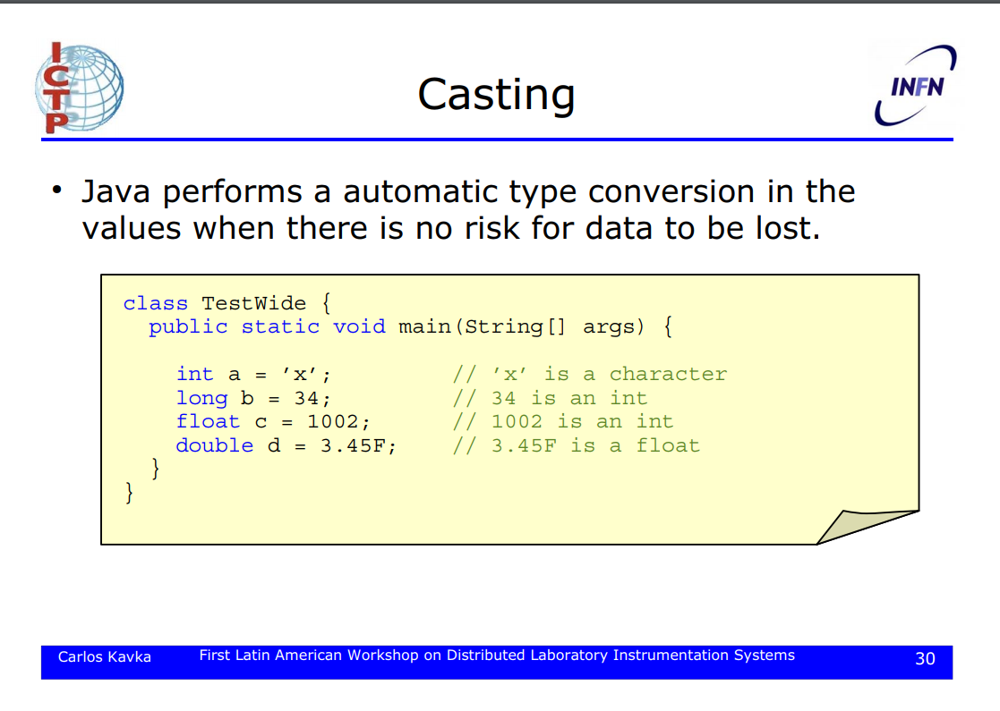 ICTP
INFN
Casting
• Java performs a automatic type conversion in the
values when there is no risk for data to be lost.
class TestWide {
  public static void main(String[] args) {
    int a = ’x’;         // ’x’ is a character
    long b = 34;         // 34 is an int
    float c = 1002;      // 1002 is an int
    double d = 3.45F;    // 3.45F is a float
  }
}
Carlos Kavka First Latin American Workshop on Distributed Laboratory Instrumentation Systems 30